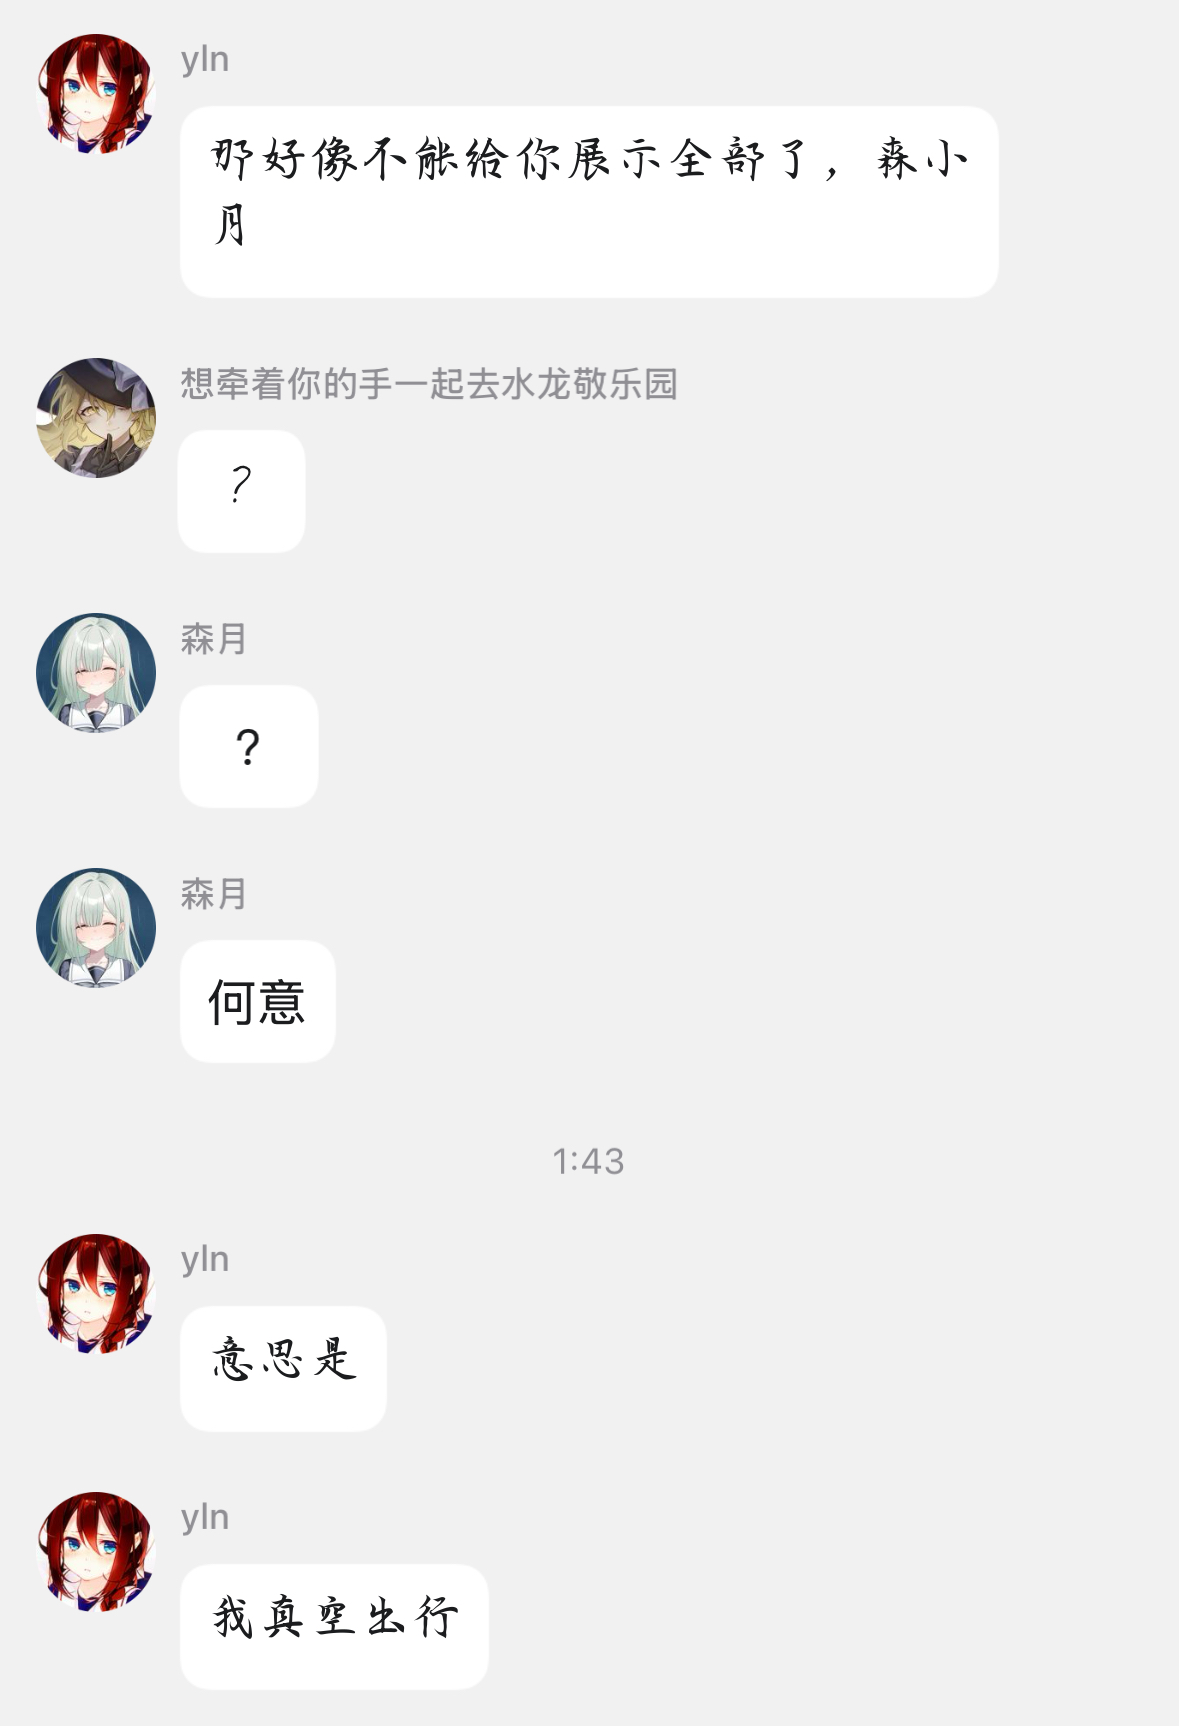 yln
那好像不能给你展示全部了，森小
月
想牵着你的手一起去水龙敬乐园
？
森月
？
森月
何意
1:43
yln
意思是
yln
我真空出行